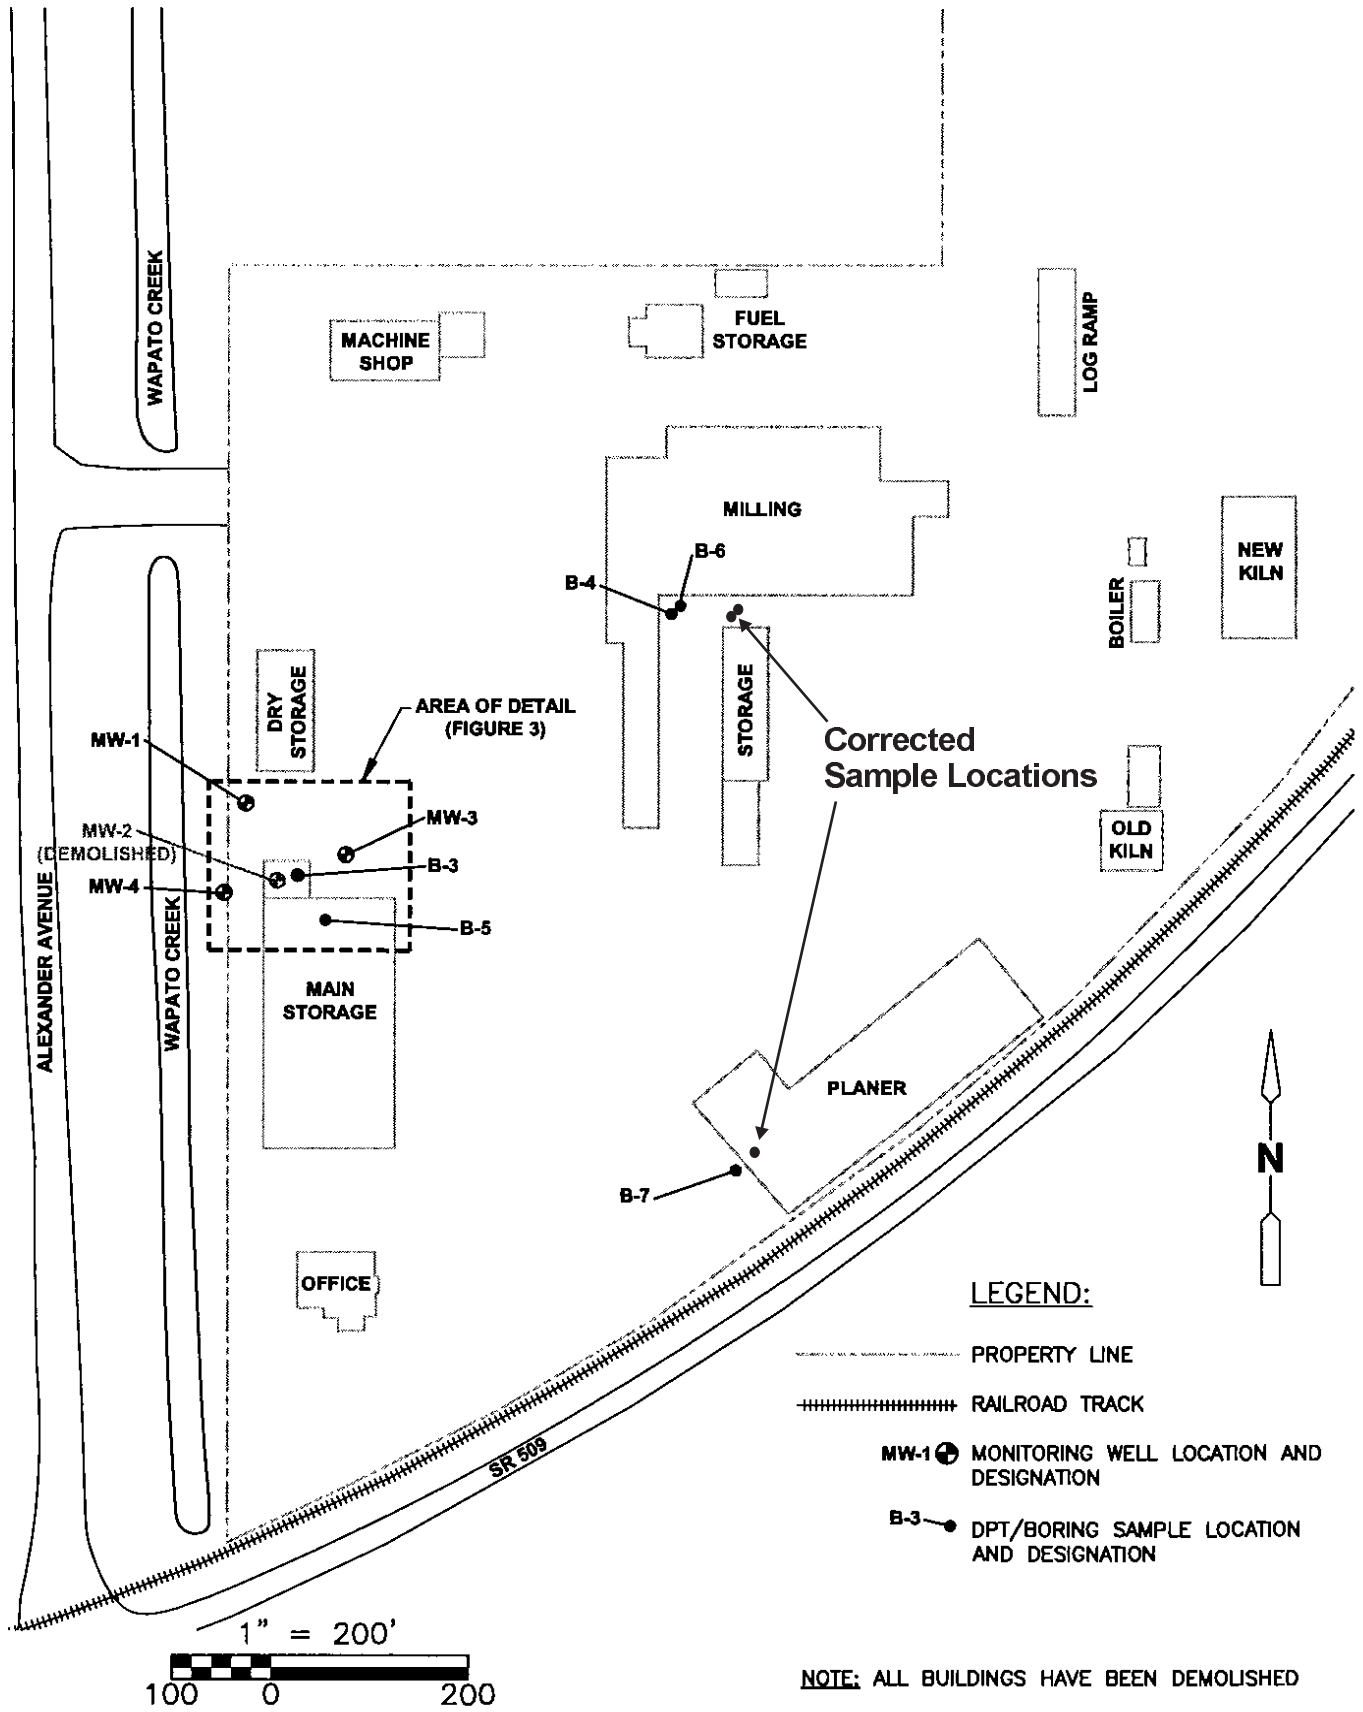 WAPATO CREEK
MACHINE
SHOP
FUEL
STORAGE
LOG RAMP
MILLING
B-6
B-4
NEW
KILN
BOILER
DRY
STORAGE
AREA OF DETAIL
(FIGURE 3)
STORAGE
Corrected
Sample Locations
MW-1
MW-3
MW-2
(DEMOLISHED)
B-3
MW-4
B-5
OLD
KILN
ALEXANDER AVENUE
WAPATO CREEK
MAIN
STORAGE
PLANER
B-7
N
OFFICE
SR 509
LEGEND:
PROPERTY LINE
RAILROAD TRACK
MW-1 MONITORING WELL LOCATION AND
DESIGNATION
B-3 DPT/BORING SAMPLE LOCATION
AND DESIGNATION
1" = 200'
100 0 200
NOTE: ALL BUILDINGS HAVE BEEN DEMOLISHED